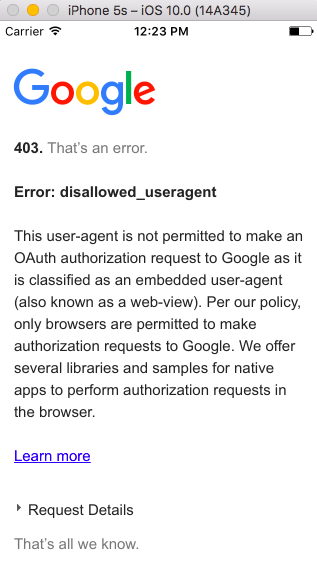 iPhone 5s – iOS 10.0 (14A345)
Carrier 12:23 PM
Google
403. That’s an error.
Error: disallowed_useragent
This user-agent is not permitted to make an
OAuth authorization request to Google as it
is classified as an embedded user-agent
(also known as a web-view). Per our policy,
only browsers are permitted to make
authorization requests to Google. We offer
several libraries and samples for native
apps to perform authorization requests in
the browser.
Learn more
Request Details
That’s all we know.